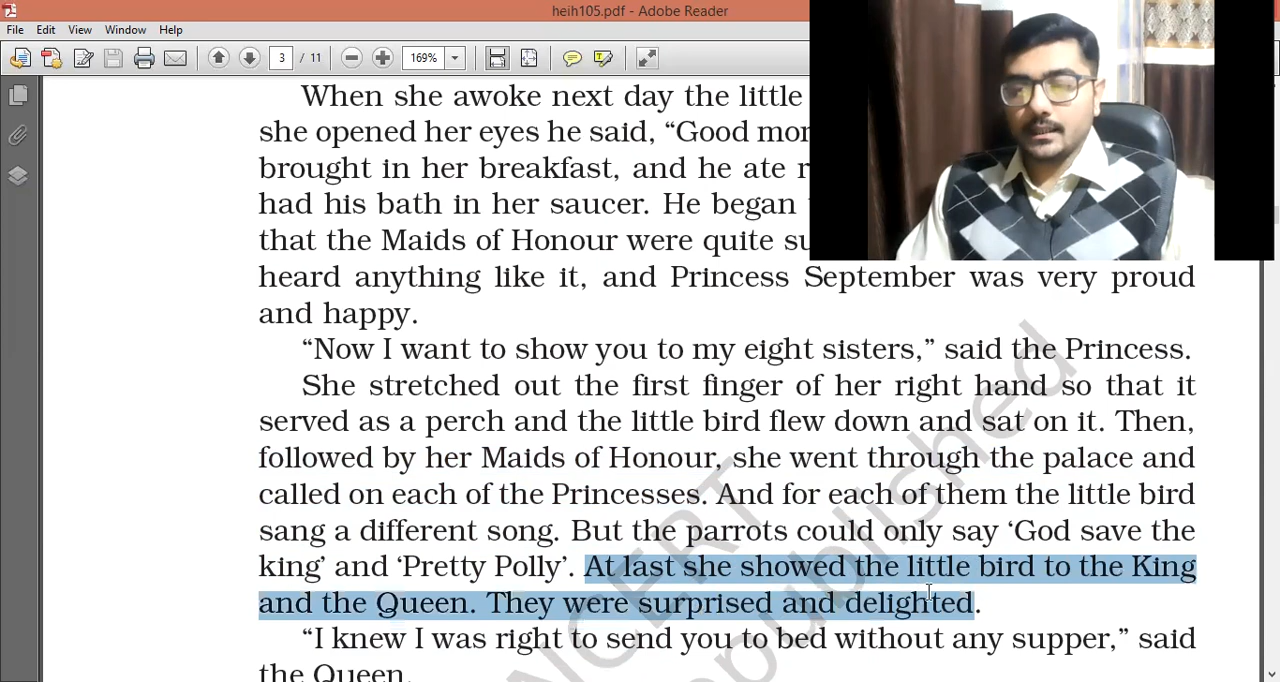 heih105.pdf - Adobe Reader
File Edit View Window Help
3 / 11 169%
When she awoke next day the little
she opened her eyes he said, “Good
brought in her breakfast, and he ate
had his bath in her saucer. He began
that the Maids of Honour were quite
heard anything like it, and Princess September was very proud
and happy.
“Now I want to show you to my eight sisters,” said the Princess.
She stretched out the first finger of her right hand so that it
served as a perch and the little bird flew down and sat on it. Then,
followed by her Maids of Honour, she went through the palace and
called on each of the Princesses. And for each of them the little bird
sang a different song. But the parrots could only say ‘God save the
king’ and ‘Pretty Polly’. At last she showed the little bird to the King
and the Queen. They were surprised and delighted.
“I knew I was right to send you to bed without any supper,” said
the Queen.
NCERT
republished